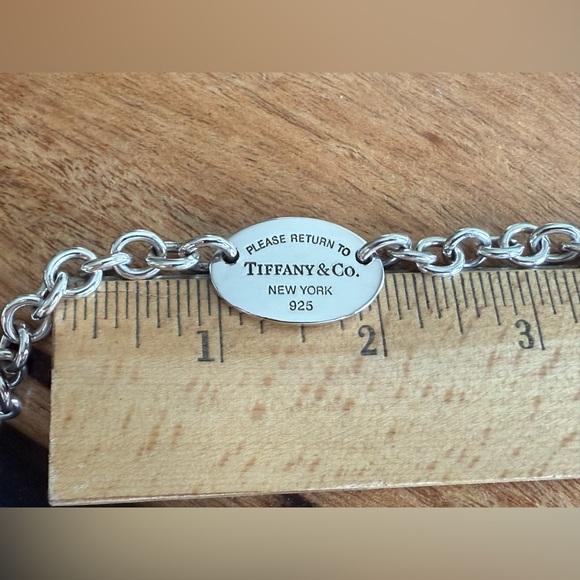 PLEASE RETURN TO
TIFFANY & CO.
NEW YORK
925
1 2 3